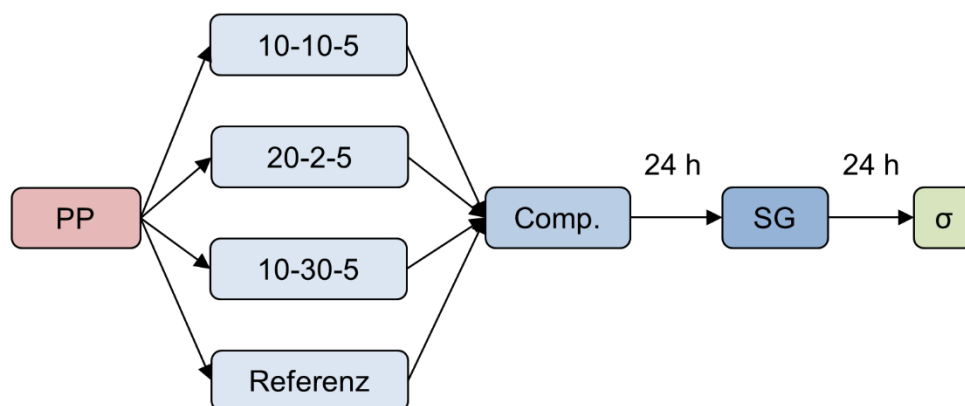 10-10-5
20-2-5
24 h
24 h
PP
Comp.
SG
σ
10-30-5
Referenz